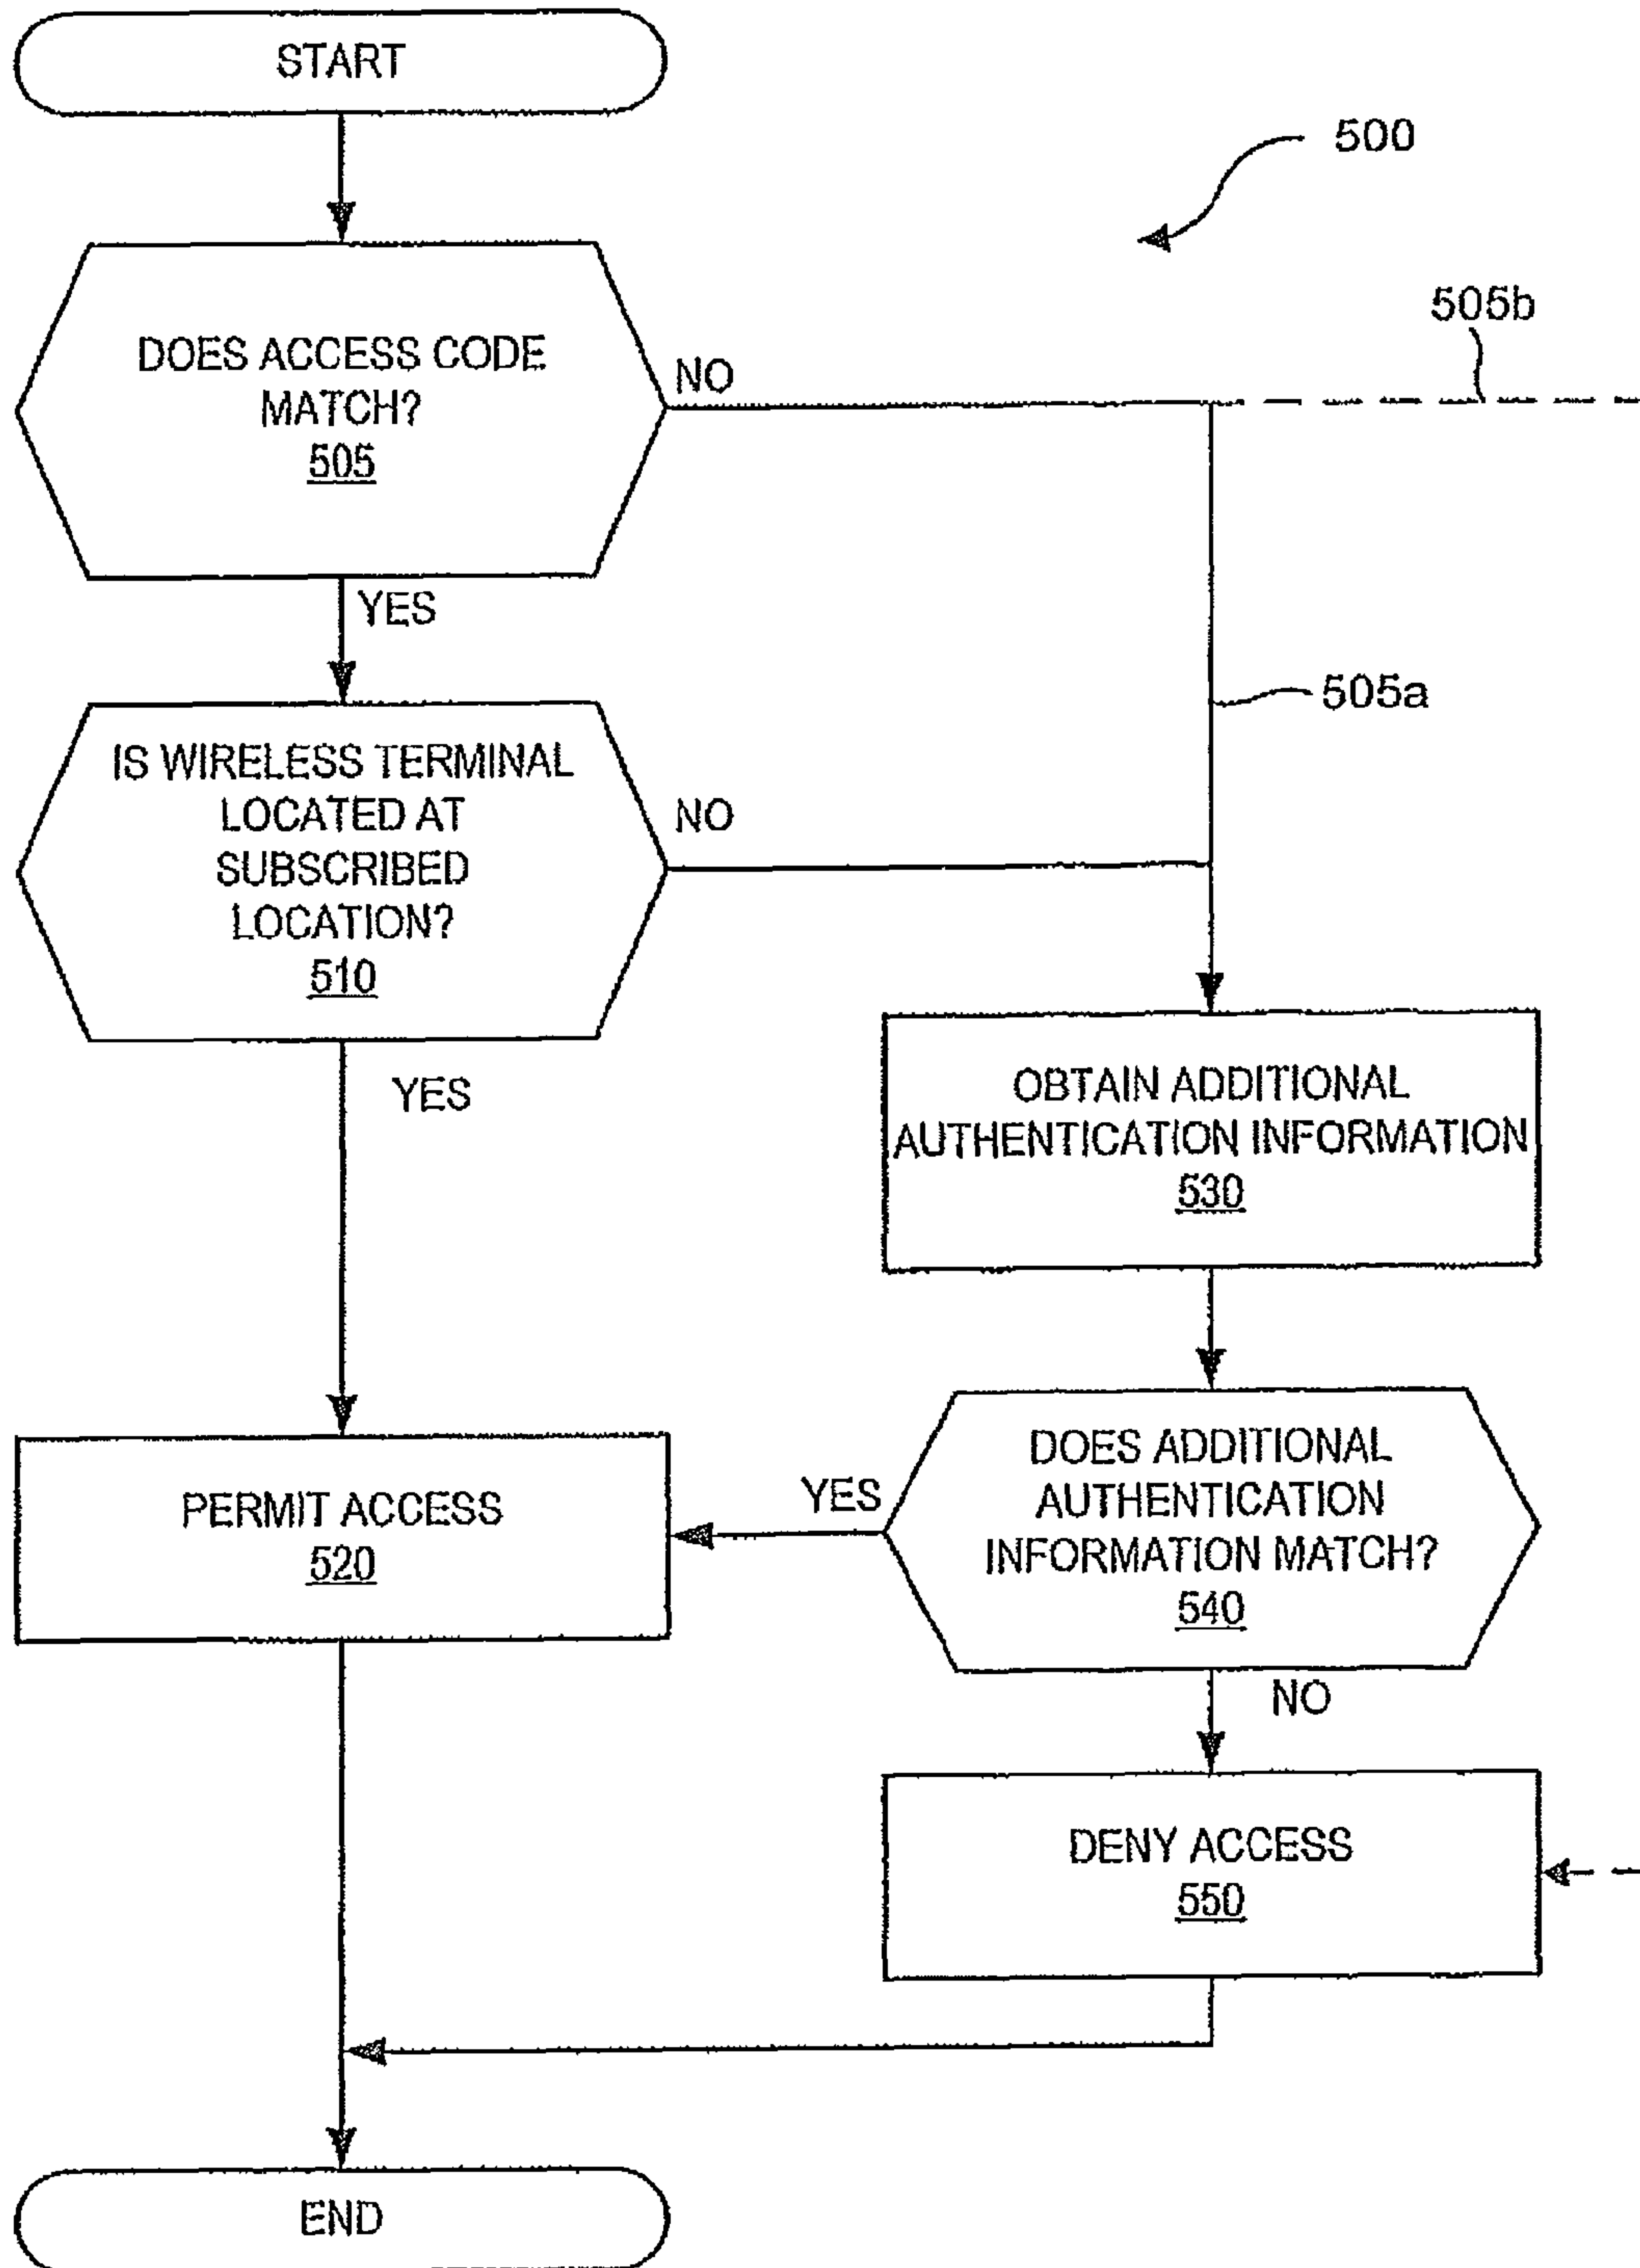 START
500
505b
DOES ACCESS CODE
MATCH?
505
NO
YES
505a
IS WIRELESS TERMINAL
LOCATED AT
SUBSCRIBED
LOCATION?
510
NO
YES
OBTAIN ADDITIONAL
AUTHENTICATION INFORMATION
530
DOES ADDITIONAL
AUTHENTICATION
INFORMATION MATCH?
540
YES
NO
PERMIT ACCESS
520
DENY ACCESS
550
END